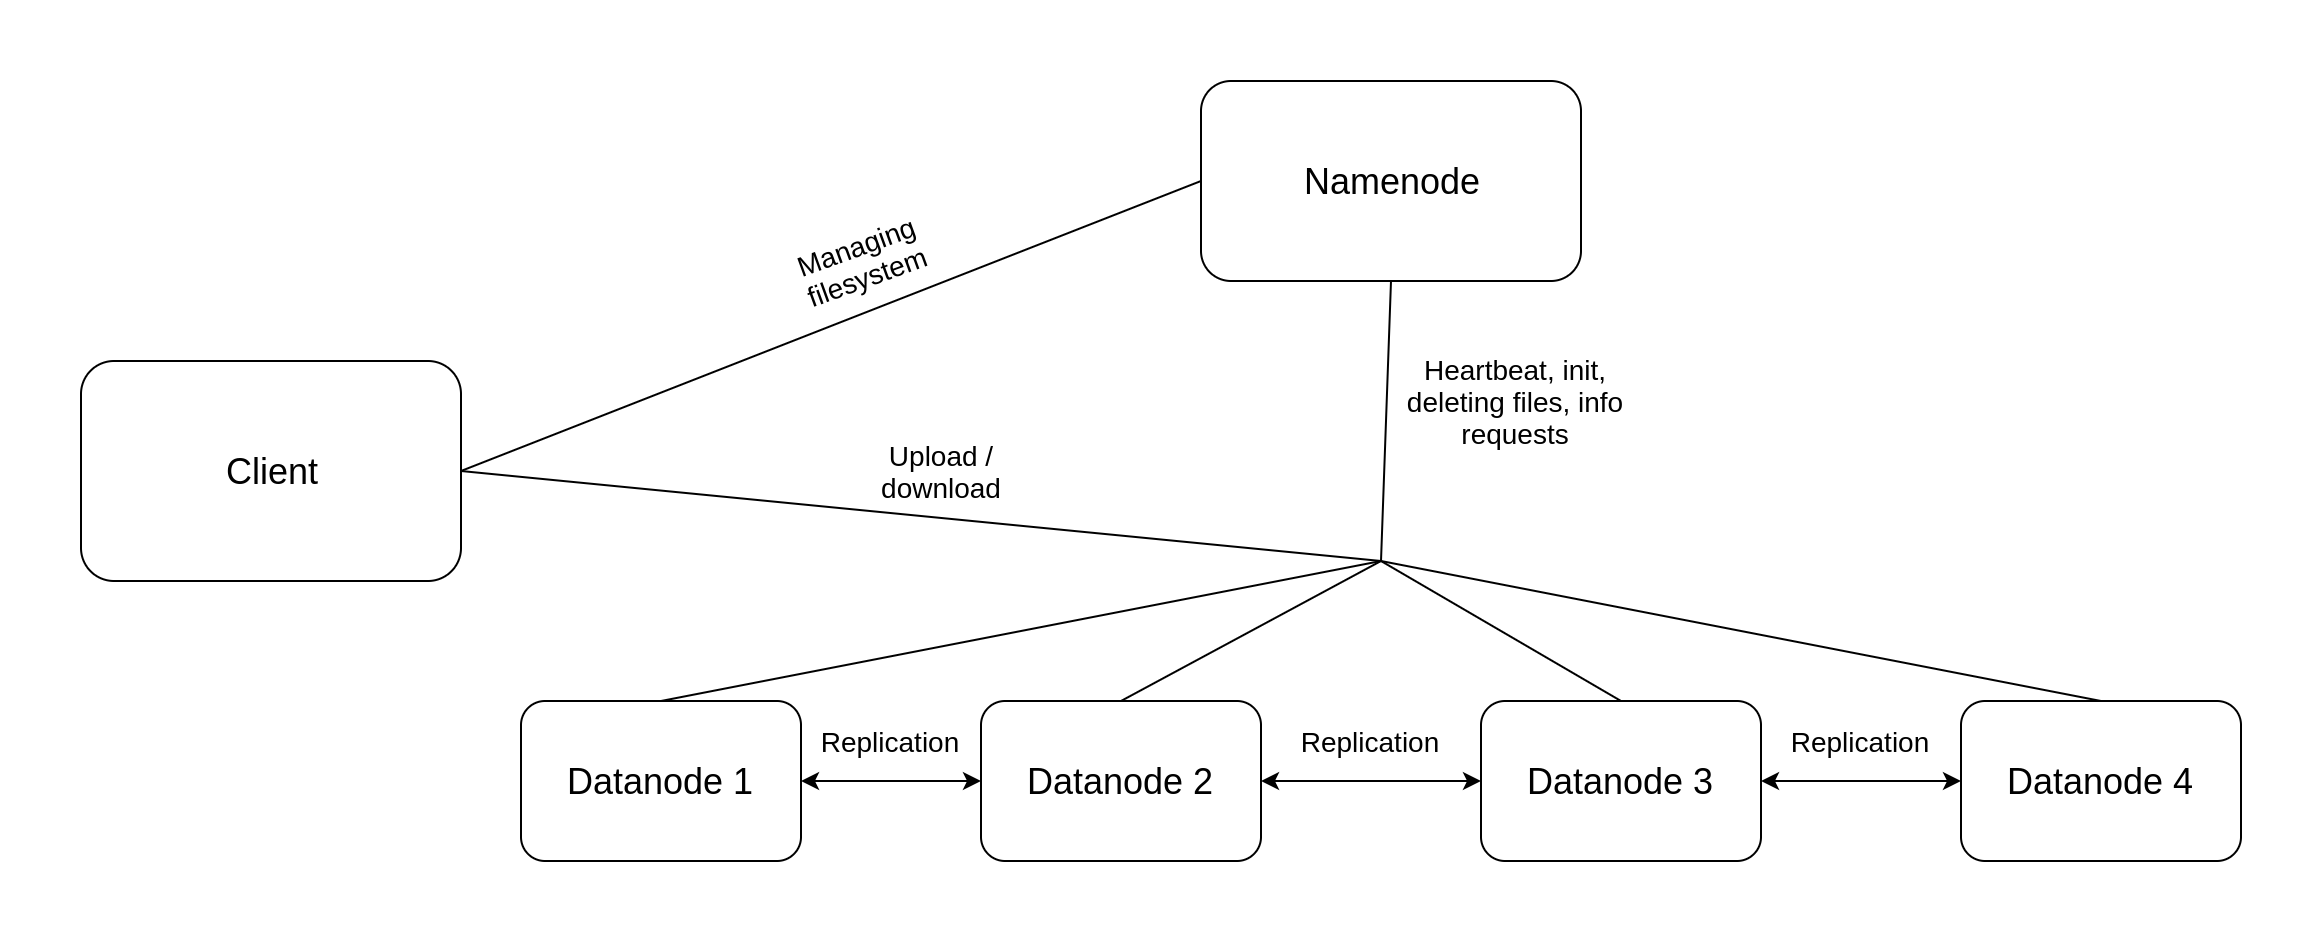 Namenode
Managing
filesystem
Heartbeat, init,
deleting files, info
requests
Client
Upload /
download
Replication
Replication
Replication
Datanode 1
Datanode 2
Datanode 3
Datanode 4